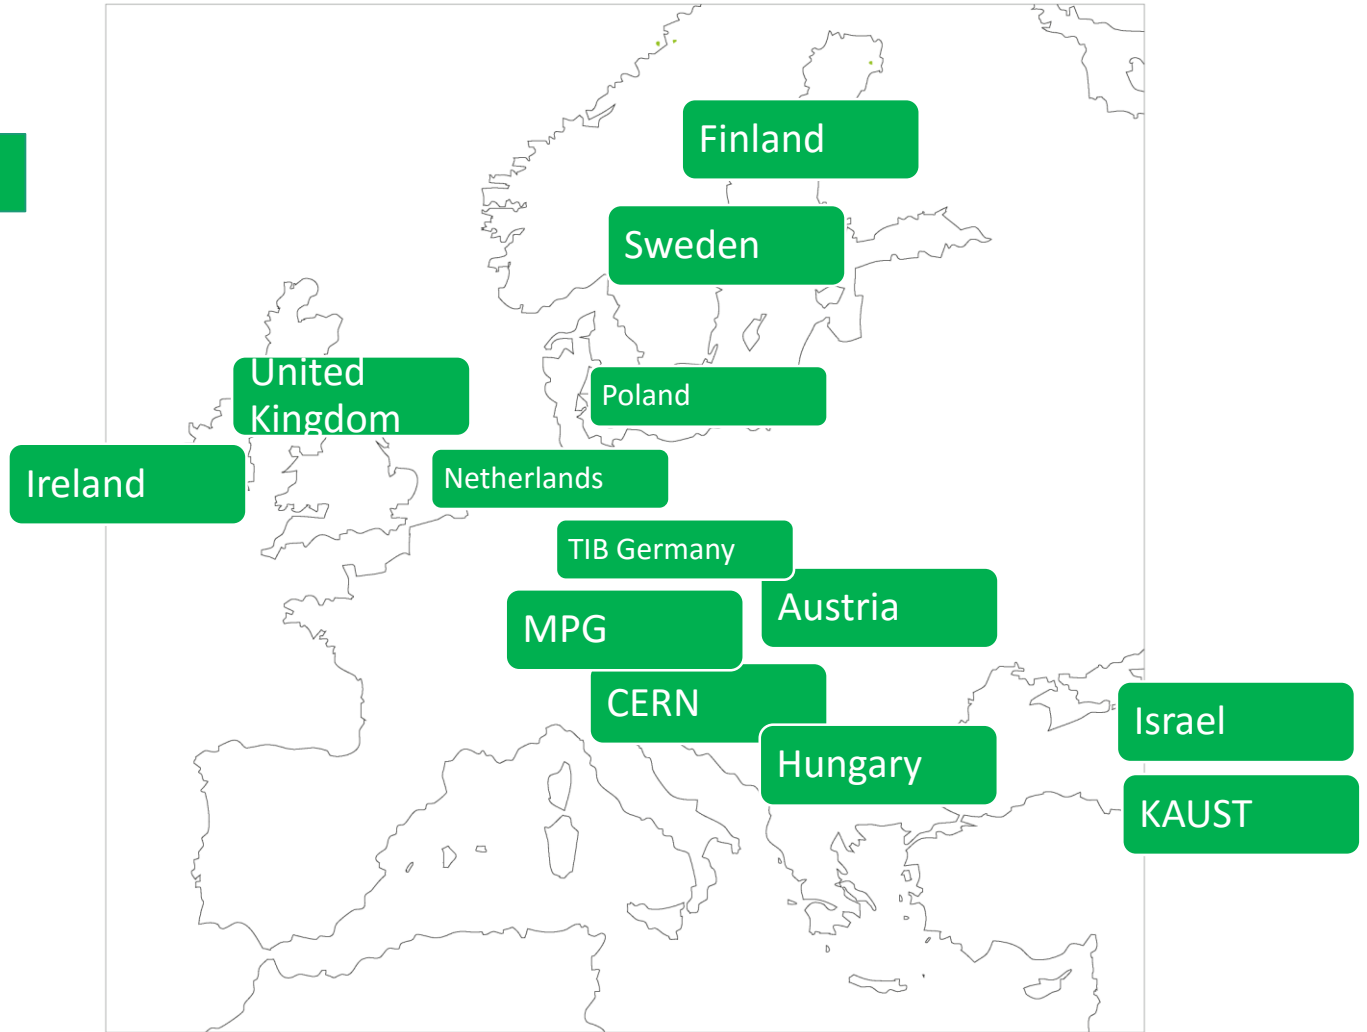 Finland
Sweden
United
Kingdom
Poland
Ireland
Netherlands
TIB Germany
Austria
MPG
CERN
Israel
Hungary
KAUST